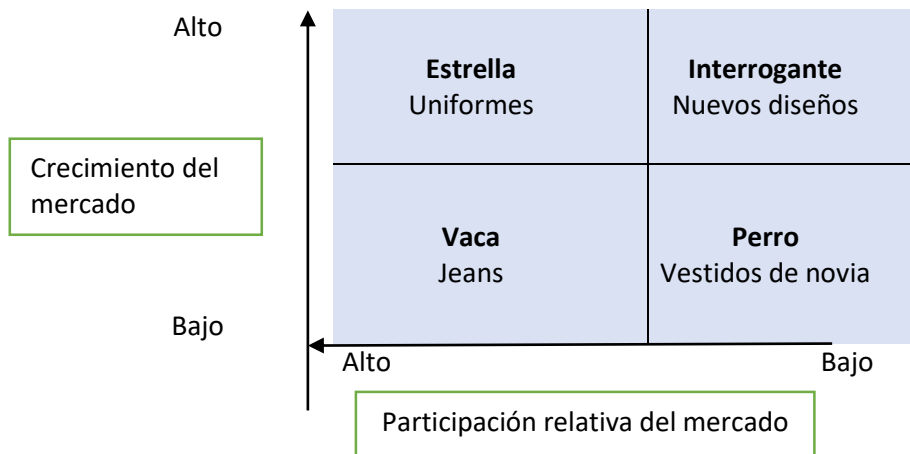 Alto
Estrella
Uniformes
Interrogante
Nuevos diseños
Crecimiento del
mercado
Vaca
Jeans
Perro
Vestidos de novia
Bajo
Alto
Bajo
Participación relativa del mercado